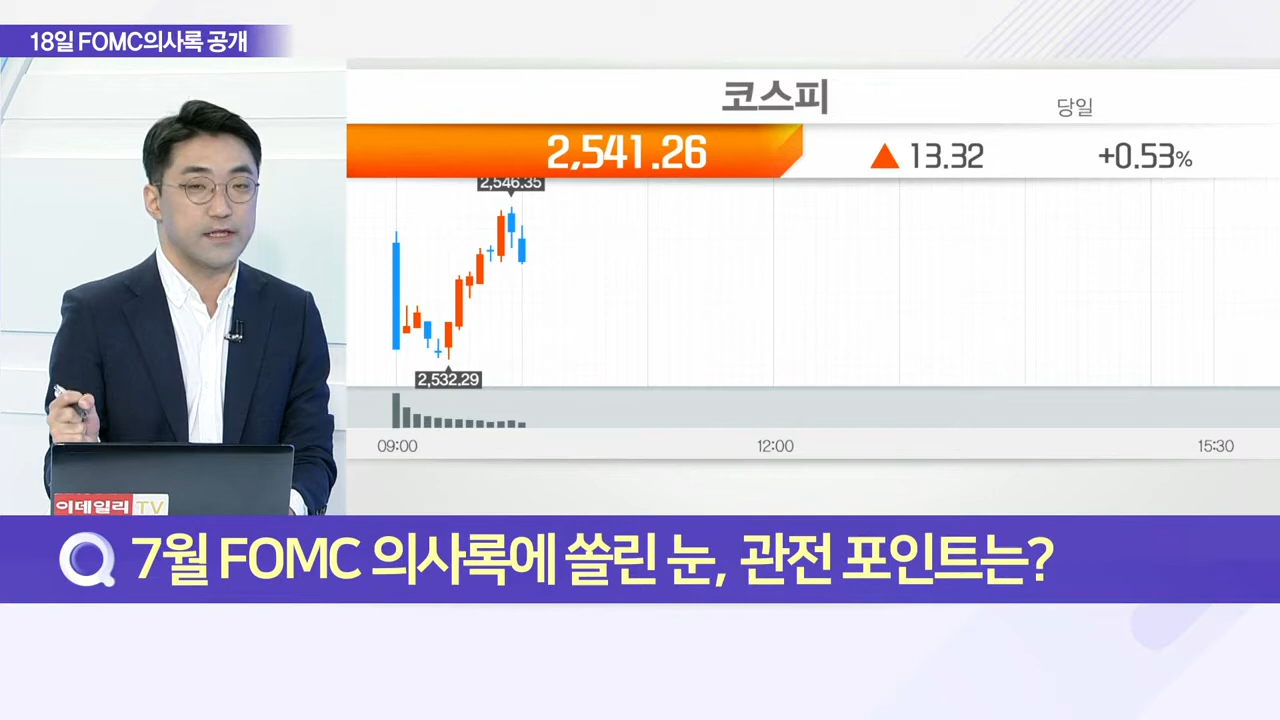 18일 FOMC의사록 공개
코스피
당일
2,541.26
▲ 13.32
+0.53%
2,546.35
2,532.29
09:00
12:00
15:30
이데일리 TV
7월 FOMC 의사록에 쏠린 눈, 관전 포인트는?